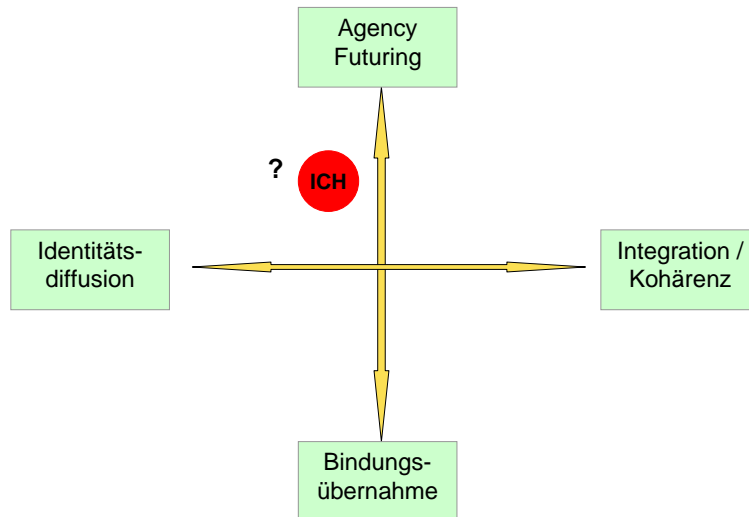 Agency
Futuring
?
ICH
Identitäts-
diffusion
Integration /
Kohärenz
Bindungs-
übernahme